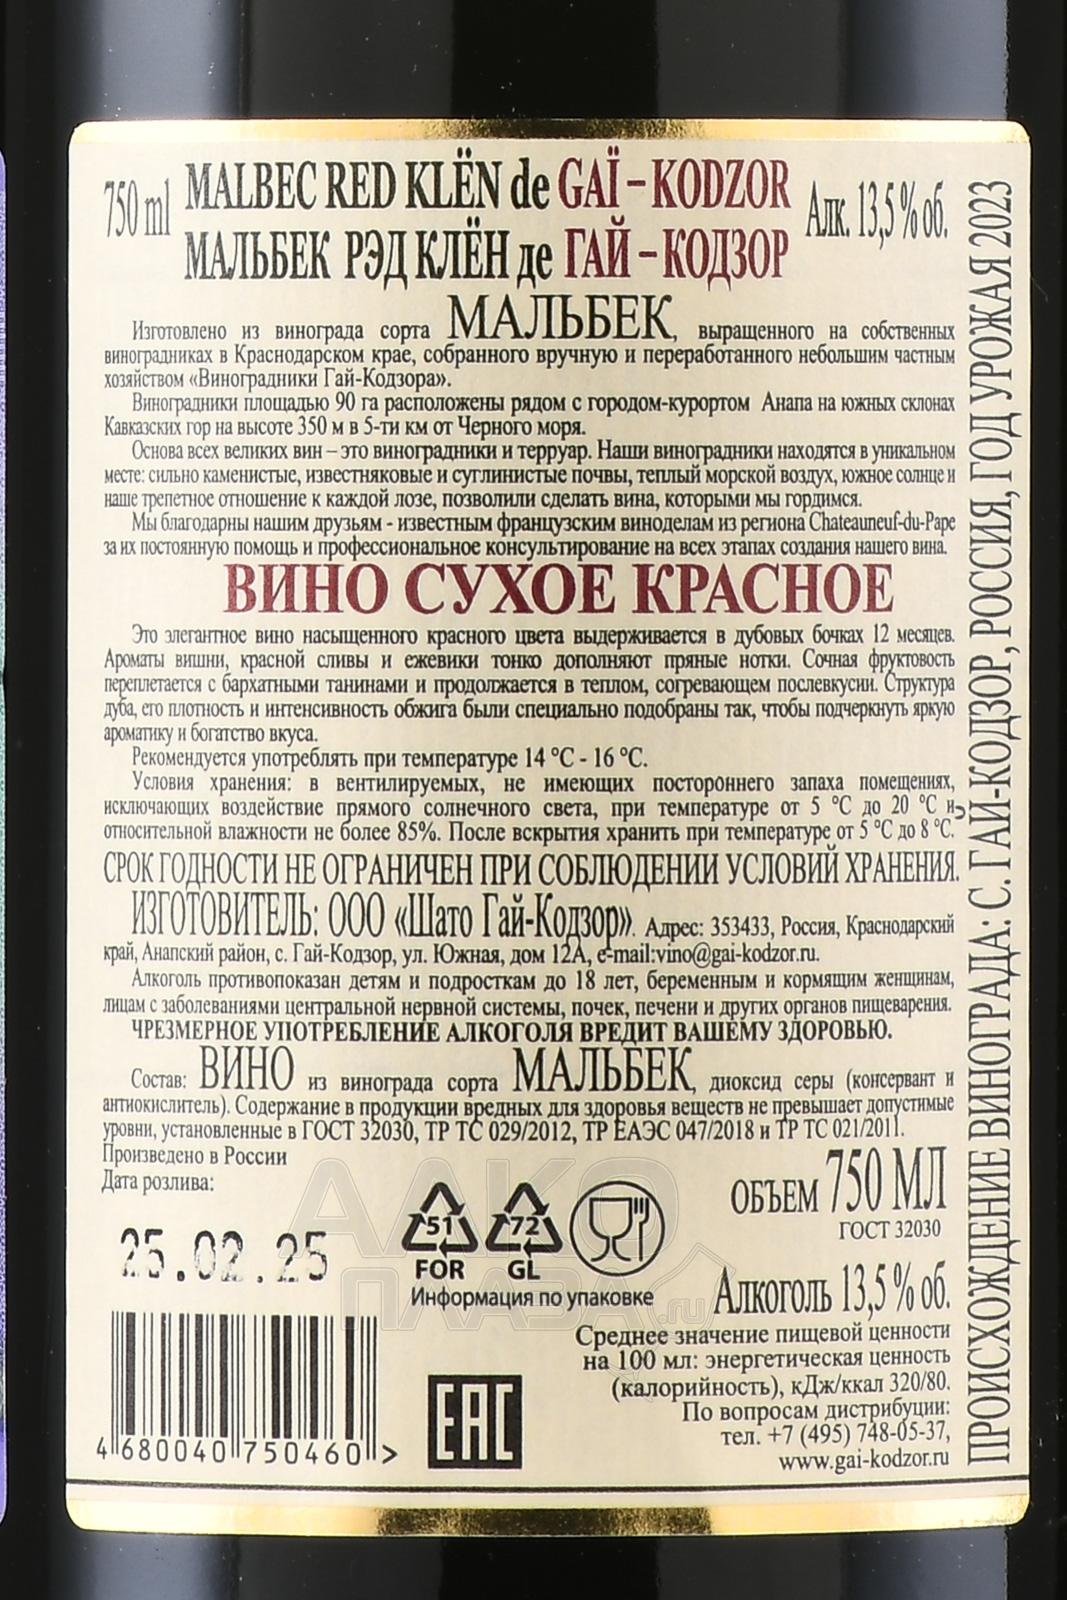 750 ml
MALBEC RED KLЁN de GAÏ – KODZOR
Алк. 13,5 % об.
МАЛЬБЕК РЭД КЛЁН де ГАЙ – КОДЗОР
Изготовлено из винограда сорта МАЛЬБЕК, выращенного на собственных
виноградниках в Краснодарском крае, собранного вручную и переработанного небольшим частным
хозяйством «Виноградники Гай-Кодзора».
Виноградники площадью 90 га расположены рядом с городом-курортом Анапа на южных склонах
Кавказских гор на высоте 350 м в 5-ти км от Черного моря.
Основа всех великих вин – это виноградники и терруар. Наши виноградники находятся в уникальном
месте: сильно каменистые, известняковые и суглинистые почвы, теплый морской воздух, южное солнце и
наше трепетное отношение к каждой лозе, позволили сделать вина, которыми мы гордимся.
Мы благодарны нашим друзьям - известным французским виноделам из региона Chateauneuf-du-Pape
за их постоянную помощь и профессиональное консультирование на всех этапах создания нашего вина.
ВИНО СУХОЕ КРАСНОЕ
Это элегантное вино насыщенного красного цвета выдерживается в дубовых бочках 12 месяцев.
Ароматы вишни, красной сливы и ежевики тонко дополняют пряные нотки. Сочная фруктовость
переплетается с бархатными танинами и продолжается в теплом, согревающем послевкусии. Структура
дуба, его плотность и интенсивность обжига были специально подобраны так, чтобы подчеркнуть яркую
ароматику и богатство вкуса.
Рекомендуется употреблять при температуре 14 °С - 16 °С.
Условия хранения: в вентилируемых, не имеющих постороннего запаха помещениях,
исключающих воздействие прямого солнечного света, при температуре от 5 °С до 20 °С и
относительной влажности не более 85%. После вскрытия хранить при температуре от 5 °С до 8 °С.
СРОК ГОДНОСТИ НЕ ОГРАНИЧЕН ПРИ СОБЛЮДЕНИИ УСЛОВИЙ ХРАНЕНИЯ.
ИЗГОТОВИТЕЛЬ: ООО «Шато Гай-Кодзор». Адрес: 353433, Россия, Краснодарский
край, Анапский район, с. Гай-Кодзор, ул. Южная, дом 12А, e-mail:vino@gai-kodzor.ru.
Алкоголь противопоказан детям и подросткам до 18 лет, беременным и кормящим женщинам,
лицам с заболеваниями центральной нервной системы, почек, печени и других органов пищеварения.
ЧРЕЗМЕРНОЕ УПОТРЕБЛЕНИЕ АЛКОГОЛЯ ВРЕДИТ ВАШЕМУ ЗДОРОВЬЮ.
Состав: ВИНО из винограда сорта МАЛЬБЕК, диоксид серы (консервант и
антиокислитель). Содержание в продукции вредных для здоровья веществ не превышает допустимые
уровни, установленные в ГОСТ 32030, ТР ТС 029/2012, ТР ЕАЭС 047/2018 и ТР ТС 021/2011.
Произведено в России
Дата розлива:
25.02.25
51
FOR
72
GL
Информация по упаковке
ОБЪЕМ 750 МЛ
ГОСТ 32030
Алкоголь 13,5 % об.
Среднее значение пищевой ценности
на 100 мл: энергетическая ценность
(калорийность), кДж/ккал 320/80.
По вопросам дистрибуции:
тел. +7 (495) 748-05-37,
www.gai-kodzor.ru
4 680040 750460 >
EAC
ПРОИСХОЖДЕНИЕ ВИНОГРАДА: С. ГАЙ-КОДЗОР, РОССИЯ, ГОД УРОЖАЯ 2023
АЛКО
ПЛАЗА.ru